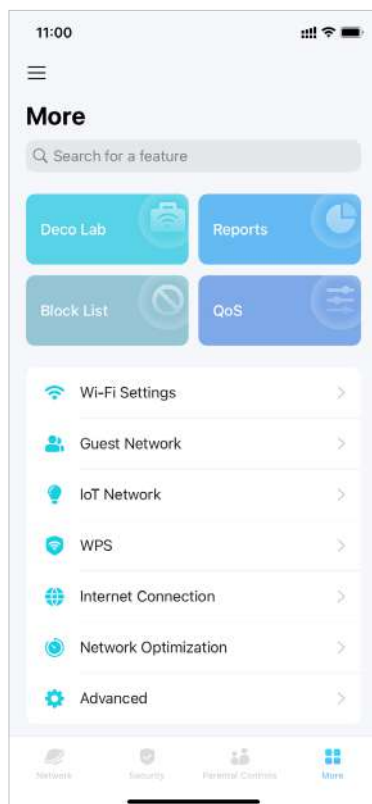 11:00
More
Search for a feature
Deco Lab
Reports
Block List
QoS
Wi-Fi Settings
Guest Network
IoT Network
WPS
Internet Connection
Network Optimization
Advanced
Network
Security
Parental Controls
More